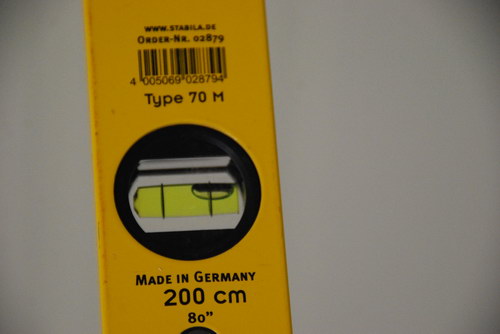 www.stabila.de
Order-Nr. 02879
4 005069 028794
Type 70 M
Made in Germany
200 cm
80"